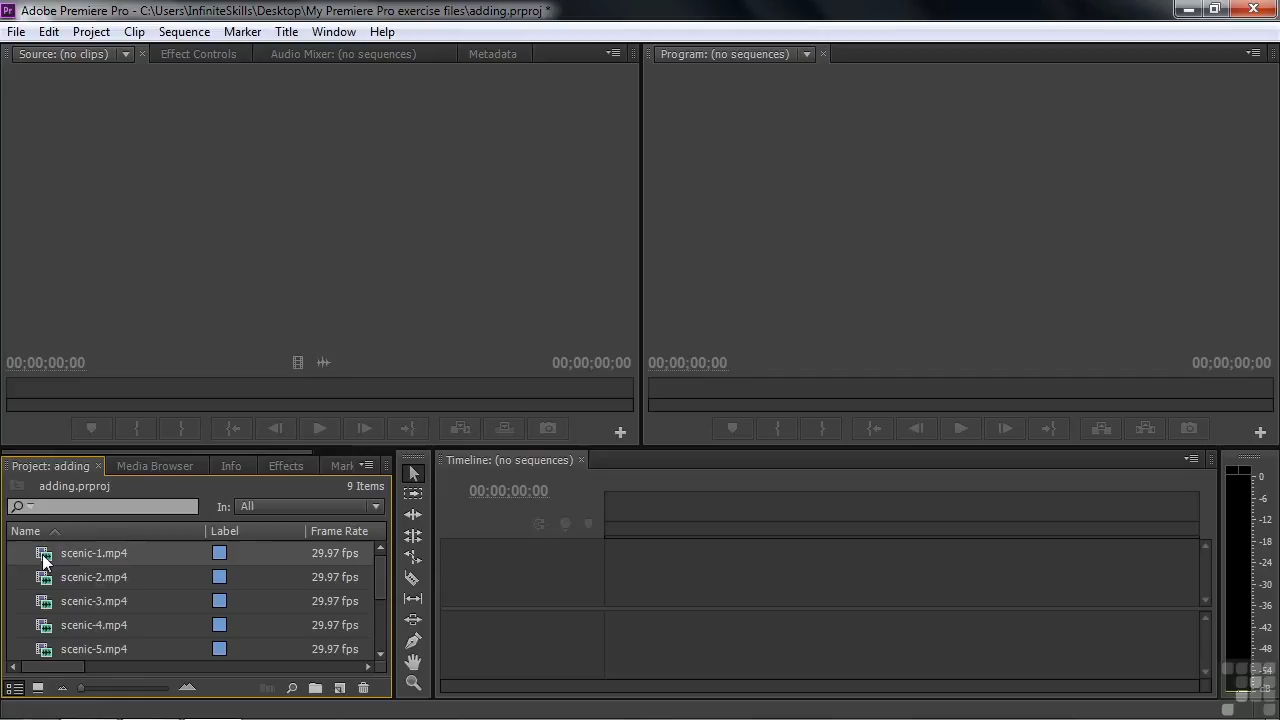 Pr Adobe Premiere Pro - C:\Users\InfiniteSkills\Desktop\My Premiere Pro exercise files\adding.prproj *
File Edit Project Clip Sequence Marker Title Window Help
Source: (no clips) Effect Controls Audio Mixer: (no sequences) Metadata Program: (no sequences)
00;00;00;00 00;00;00;00 00;00;00;00 00;00;00;00
Project: adding Media Browser Info Effects Mark Timeline: (no sequences)
adding.prproj 9 Items 00;00;00;00
In: All
Name Label Frame Rate
scenic-1.mp4 29.97 fps
scenic-2.mp4 29.97 fps
scenic-3.mp4 29.97 fps
scenic-4.mp4 29.97 fps
scenic-5.mp4 29.97 fps
0
-6
-12
-18
-24
-30
-36
-42
-48
-54
dB